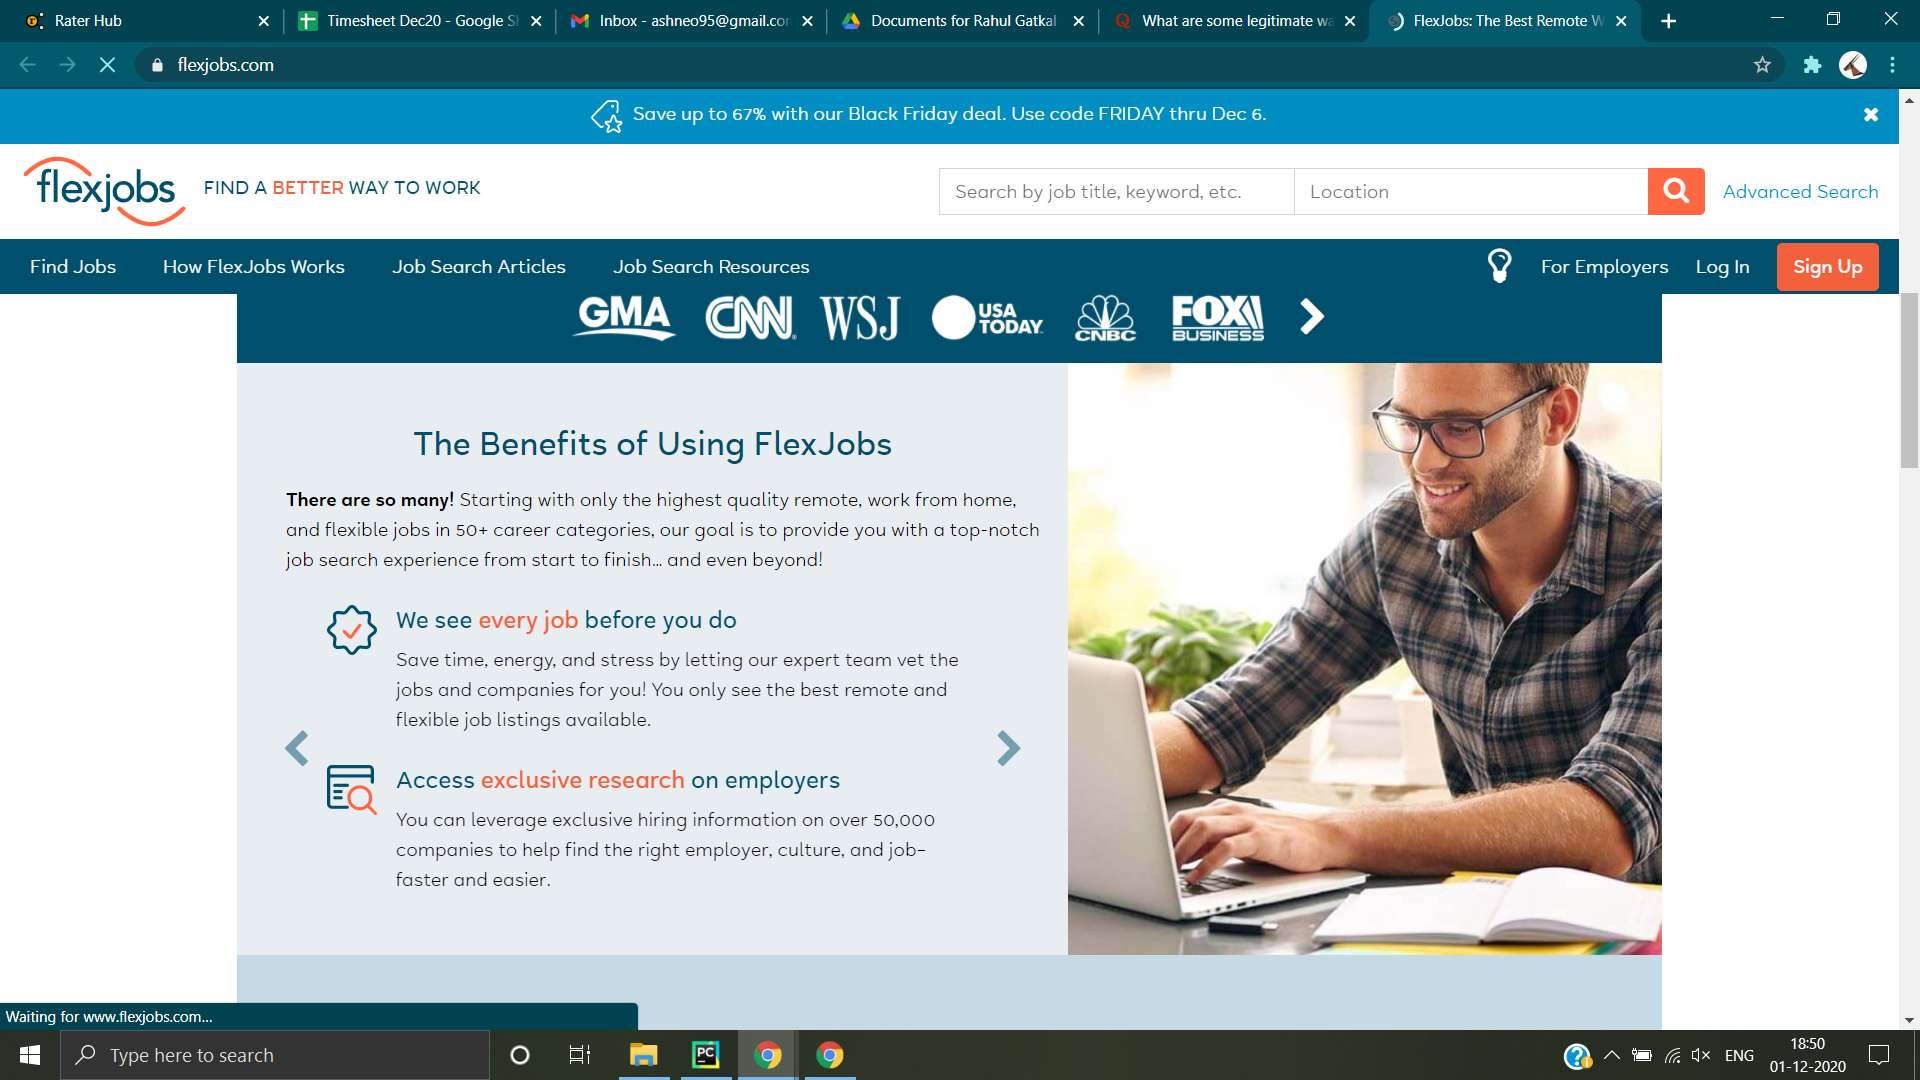 Rater Hub
Timesheet Dec20 - Google S
Inbox - ashneo95@gmail.co
Documents for Rahul Gatkal
What are some legitimate wa
FlexJobs: The Best Remote W
flexjobs.com
Save up to 67% with our Black Friday deal. Use code FRIDAY thru Dec 6.
flexjobs
FIND A BETTER WAY TO WORK
Search by job title, keyword, etc.
Location
Advanced Search
Find Jobs
How FlexJobs Works
Job Search Articles
Job Search Resources
For Employers
Log In
Sign Up
GMA
CNN
WSJ
USA
TODAY
CNBC
FOX
BUSINESS
The Benefits of Using FlexJobs
There are so many! Starting with only the highest quality remote, work from home,
and flexible jobs in 50+ career categories, our goal is to provide you with a top-notch
job search experience from start to finish... and even beyond!
We see every job before you do
Save time, energy, and stress by letting our expert team vet the
jobs and companies for you! You only see the best remote and
flexible job listings available.
Access exclusive research on employers
You can leverage exclusive hiring information on over 50,000
companies to help find the right employer, culture, and job–
faster and easier.
Waiting for www.flexjobs.com...
Type here to search
PC
ENG
18:50
01-12-2020